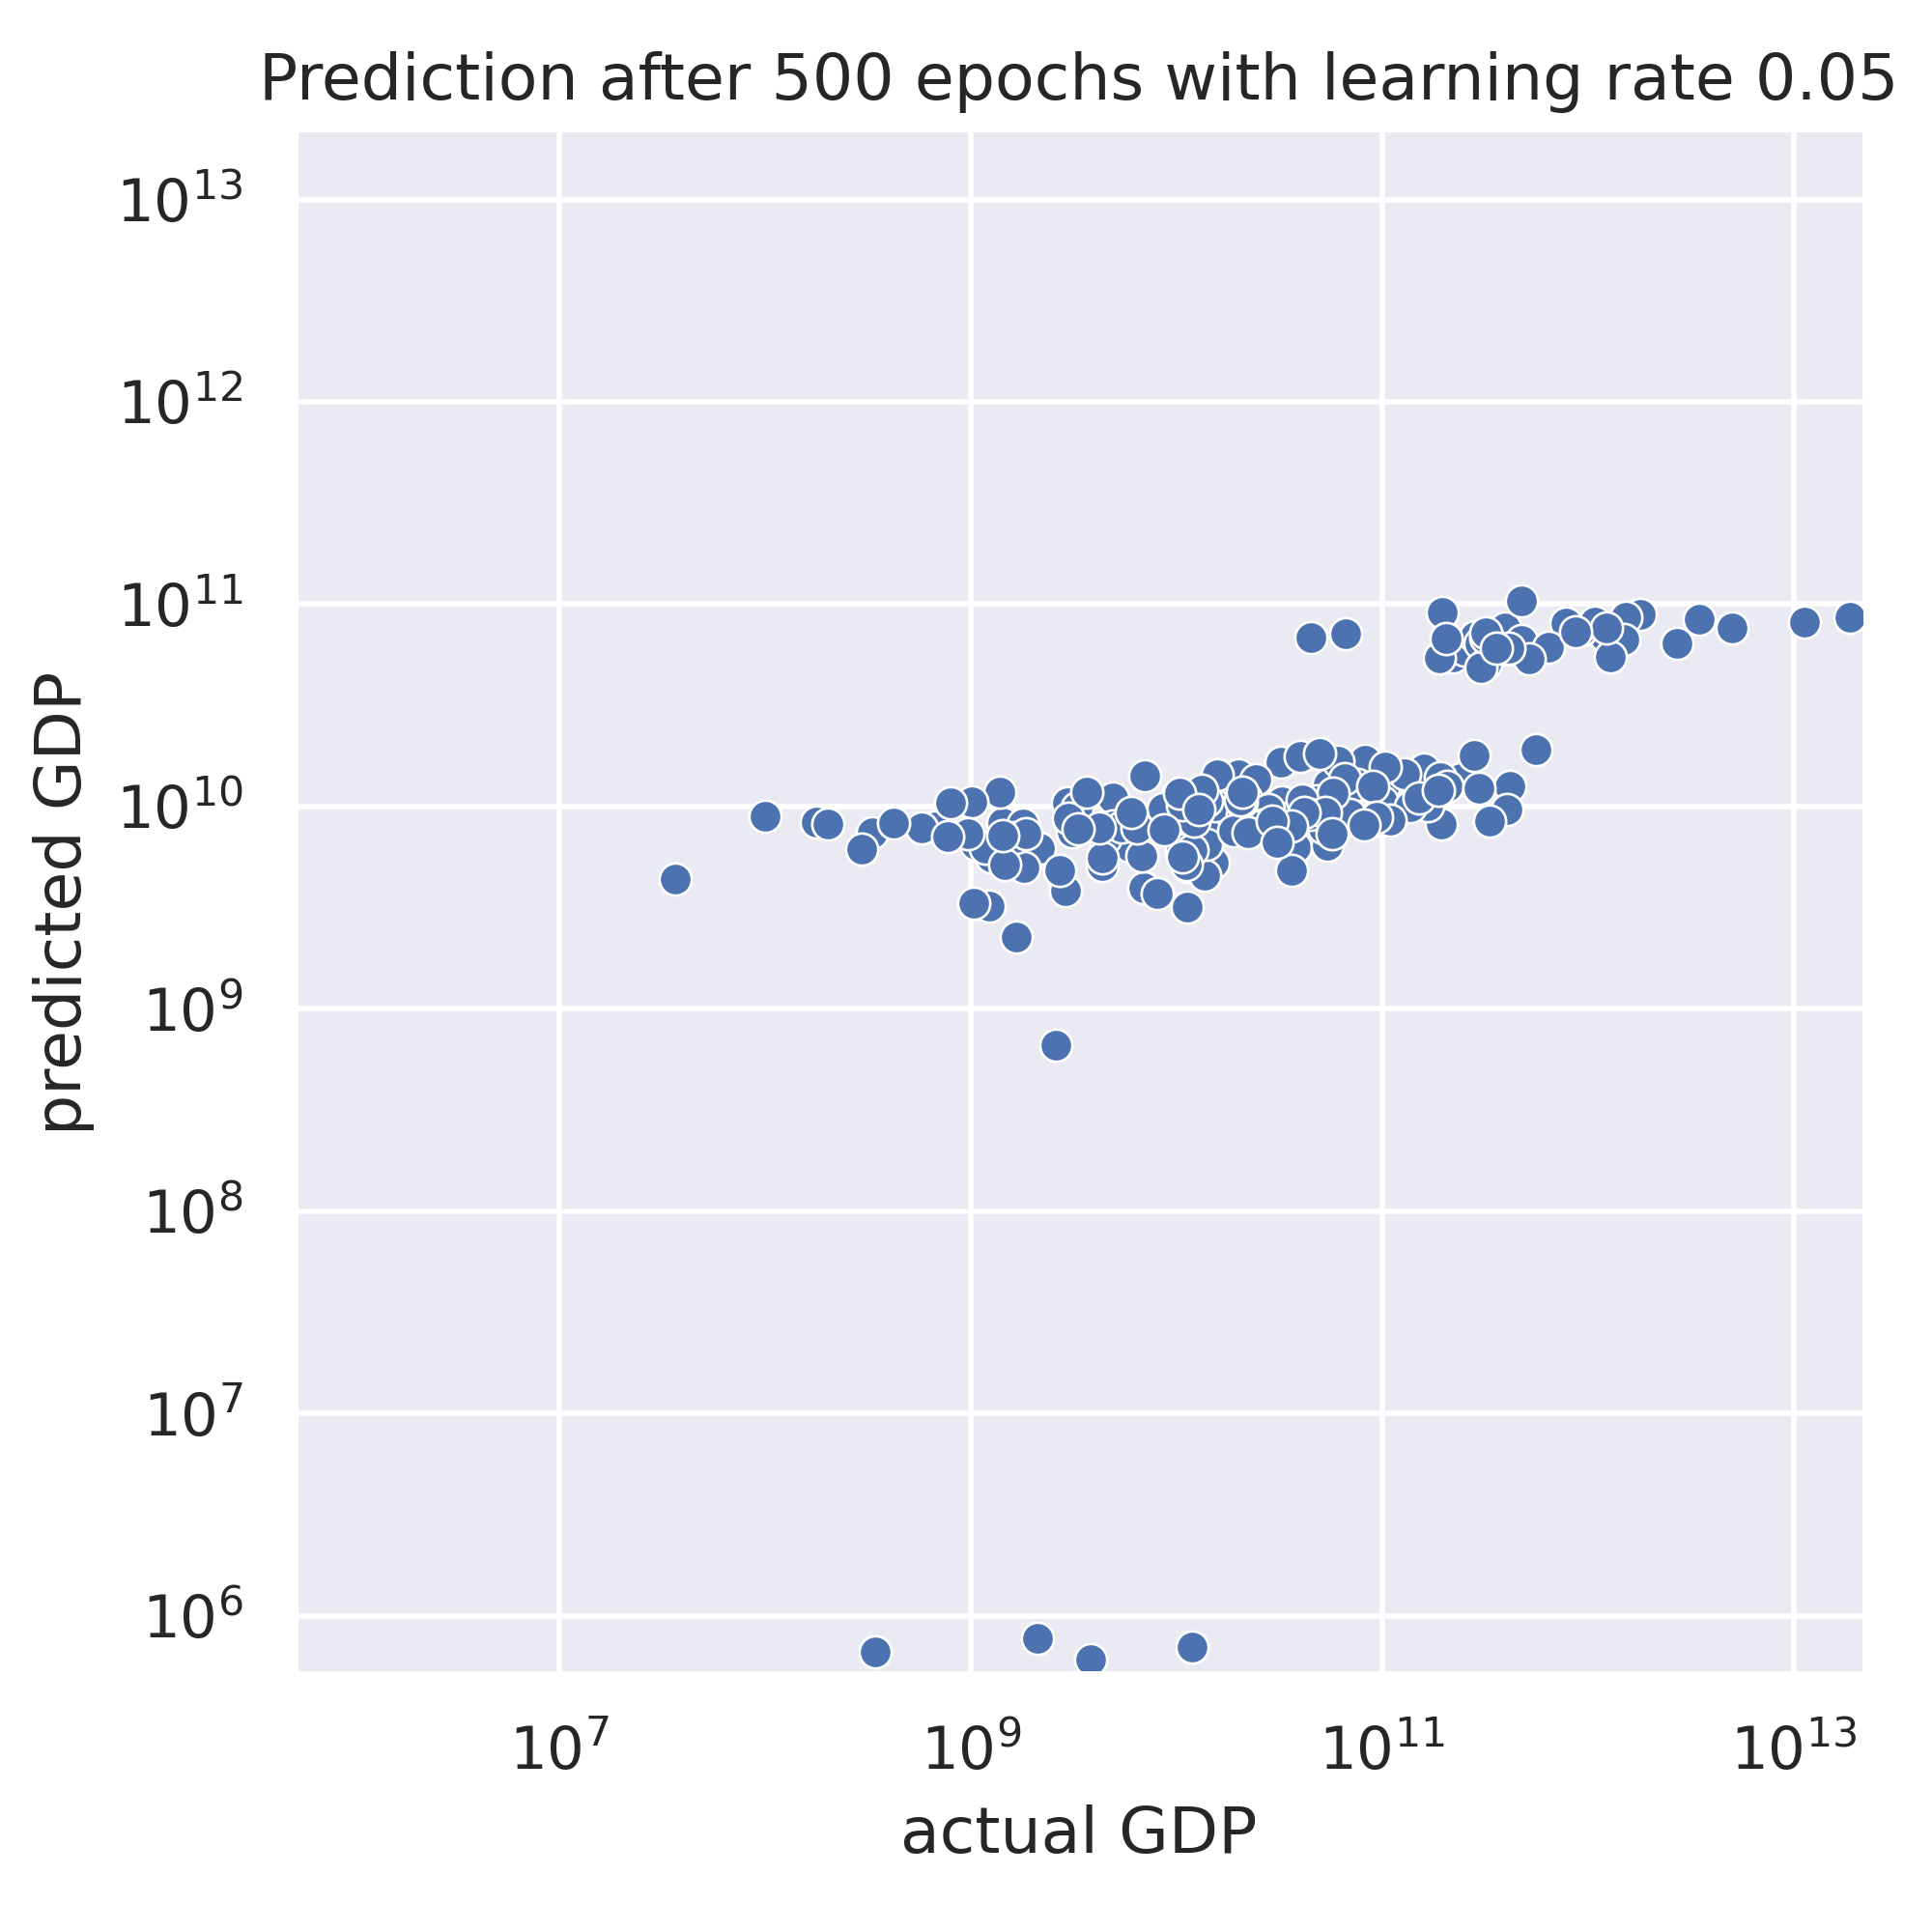 Prediction after 500 epochs with learning rate 0.05
10^13
10^12
10^11
10^10
10^9
10^8
10^7
10^6
predicted GDP
10^7 10^9 10^11 10^13
actual GDP